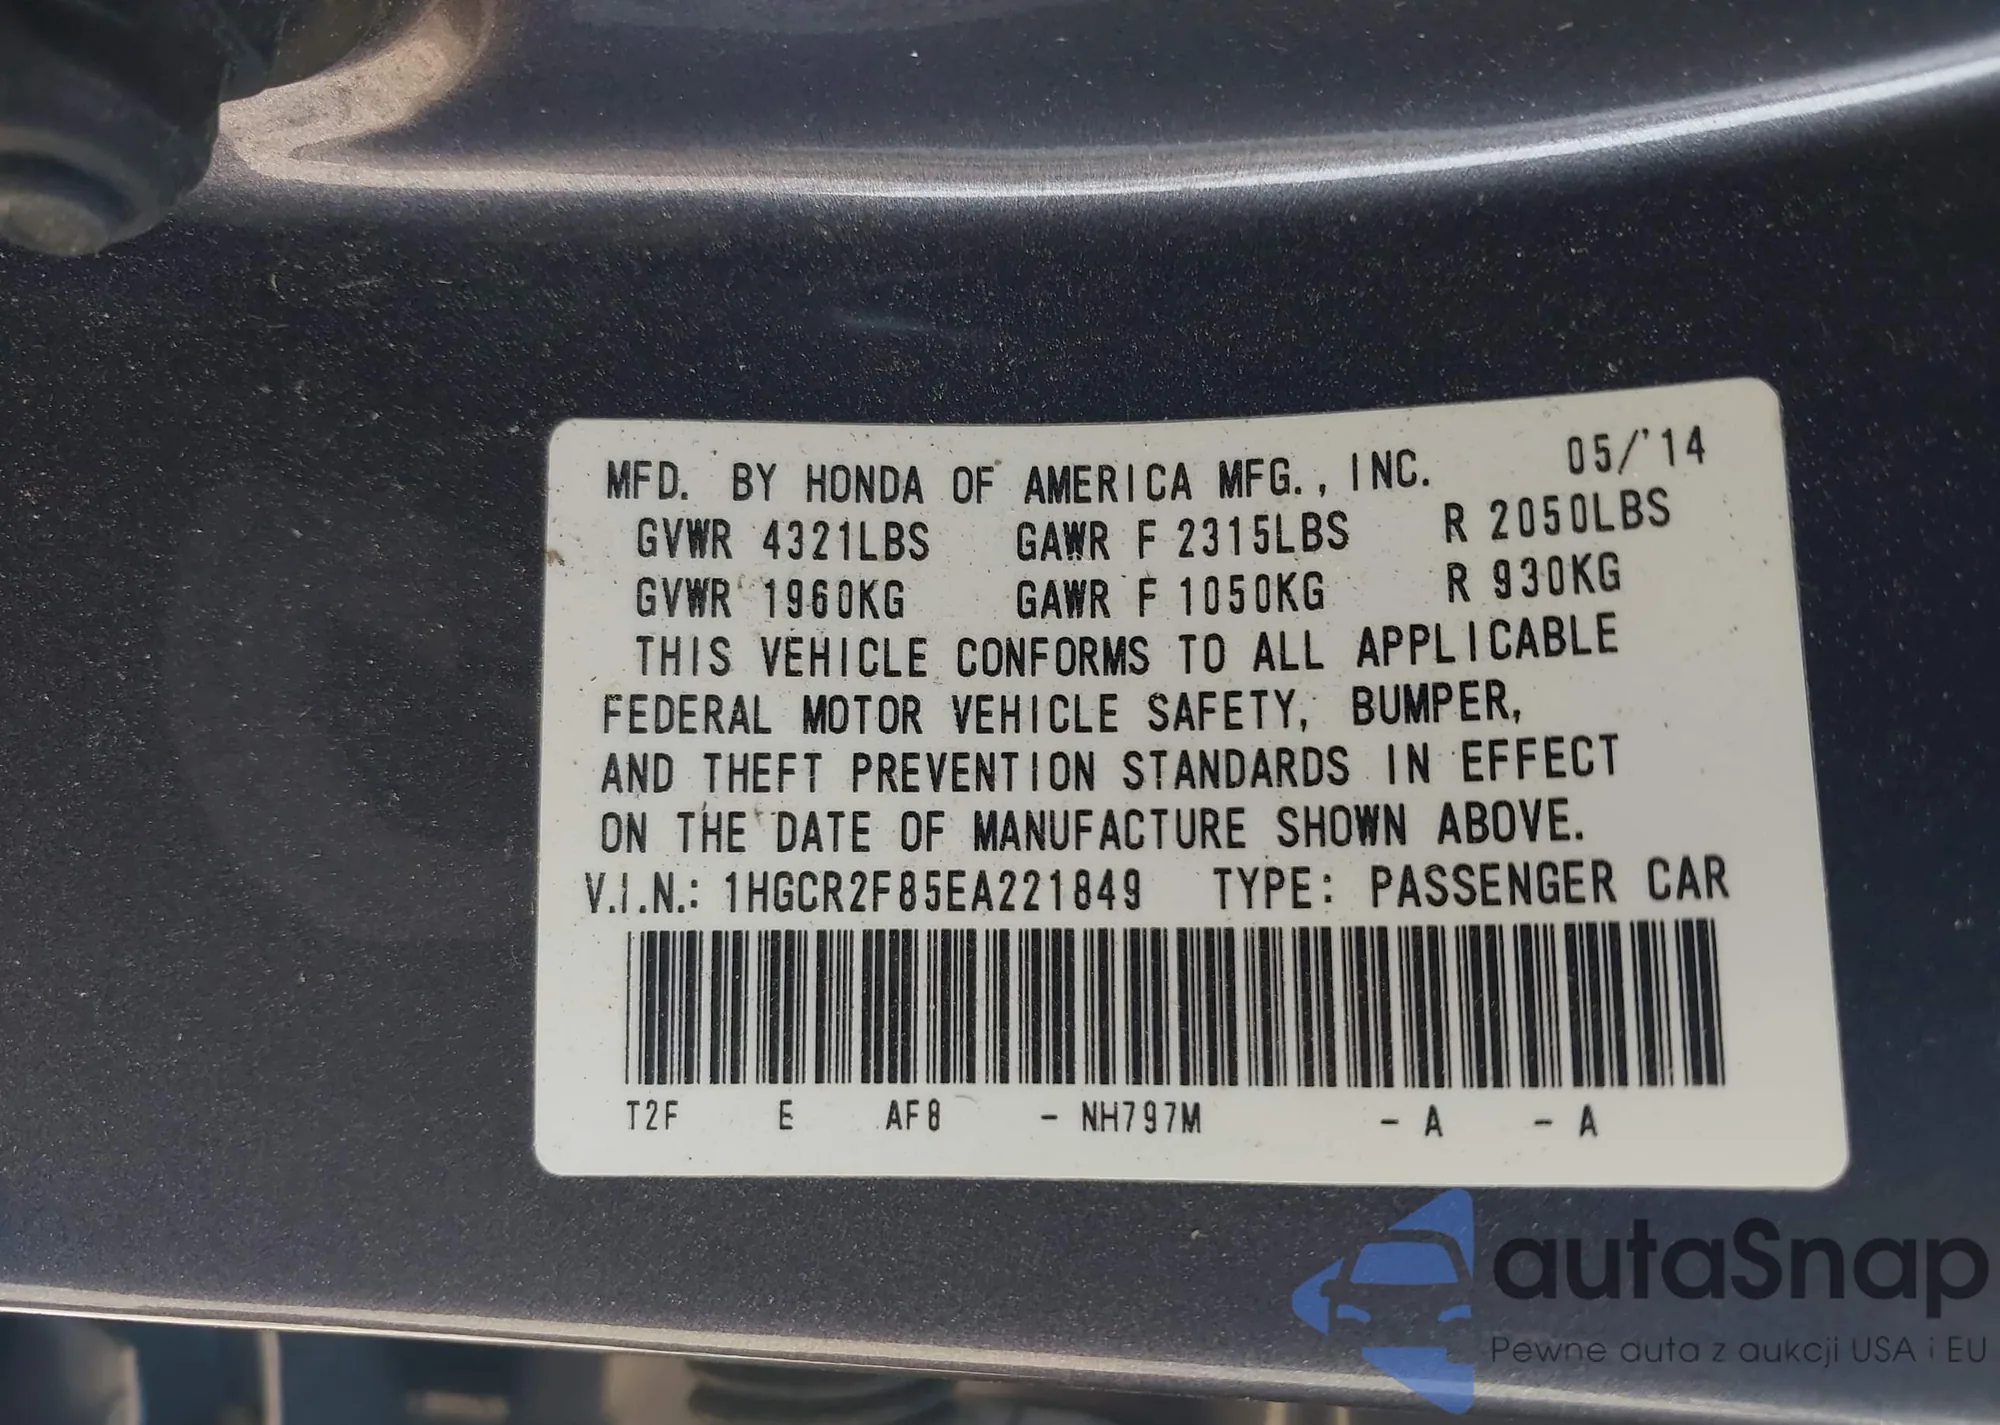 MFD. BY HONDA OF AMERICA MFG., INC. 05/'14
GVWR 4321LBS GAWR F 2315LBS R 2050LBS
GVWR 1960KG GAWR F 1050KG R 930KG
THIS VEHICLE CONFORMS TO ALL APPLICABLE
FEDERAL MOTOR VEHICLE SAFETY, BUMPER,
AND THEFT PREVENTION STANDARDS IN EFFECT
ON THE DATE OF MANUFACTURE SHOWN ABOVE.
V.I.N.: 1HGCR2F85EA221849 TYPE: PASSENGER CAR
T2F E AF8 - NH797M - A - A
autaSnap
Pewne auta z aukcji USA i EU